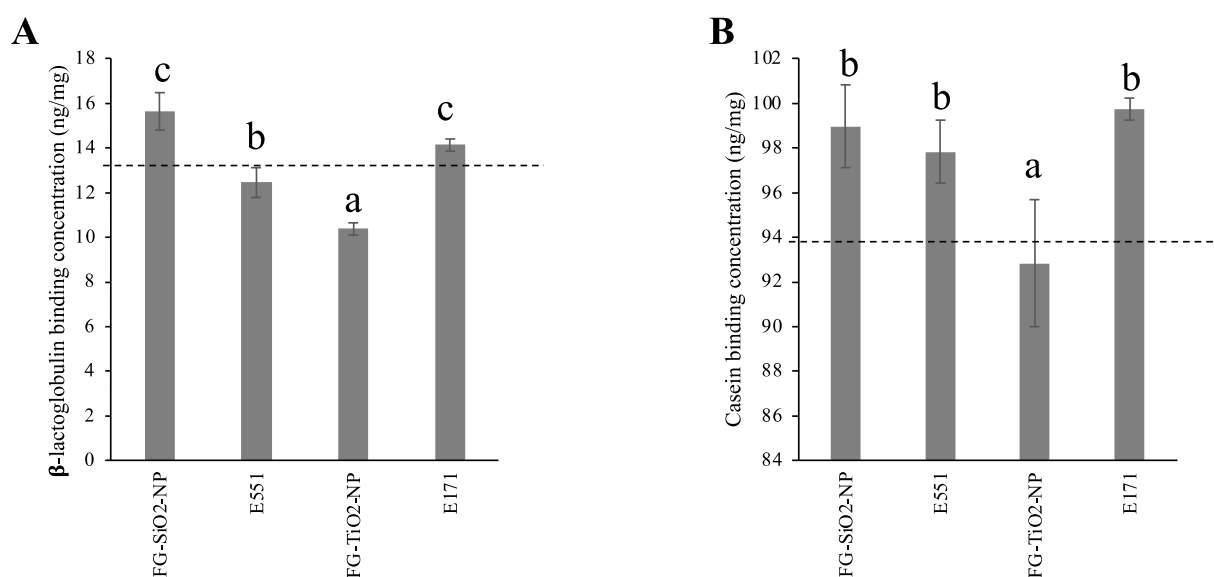 A
β-lactoglobulin binding concentration (ng/mg)
18
16
14
12
10
8
6
4
2
0
c
b
a
c
FG-SiO2-NP
E551
FG-TiO2-NP
E171
B
Casein binding concentration (ng/mg)
102
100
98
96
94
92
90
88
86
84
b
b
a
b
FG-SiO2-NP
E551
FG-TiO2-NP
E171